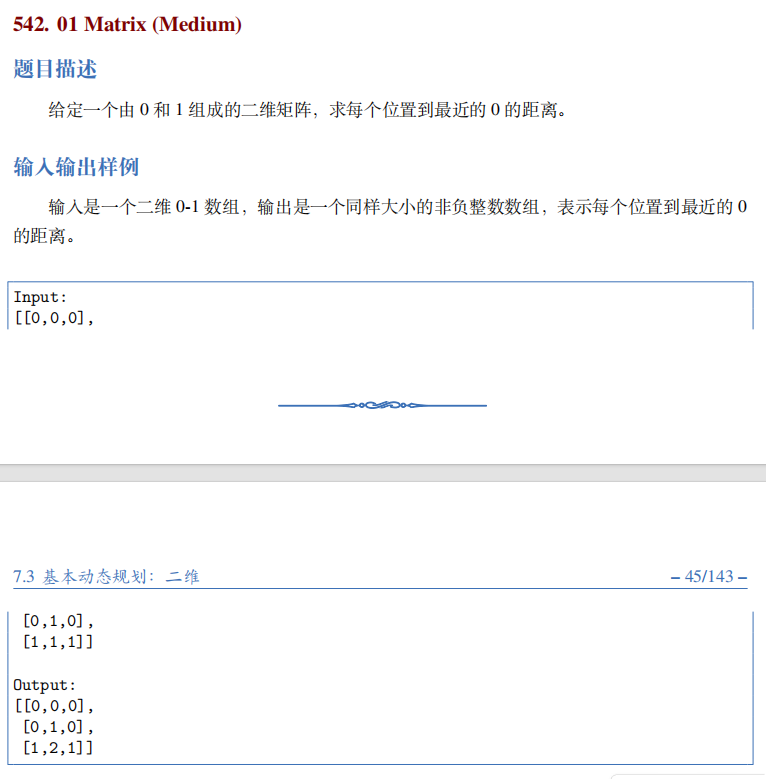 542. 01 Matrix (Medium)
题目描述
给定一个由 0 和 1 组成的二维矩阵，求每个位置到最近的 0 的距离。
输入输出样例
输入是一个二维 0-1 数组，输出是一个同样大小的非负整数数组，表示每个位置到最近的 0
的距离。
Input:
[[0,0,0],
7.3 基本动态规划：二维
– 45/143 –
[0,1,0],
[1,1,1]]
Output:
[[0,0,0],
[0,1,0],
[1,2,1]]